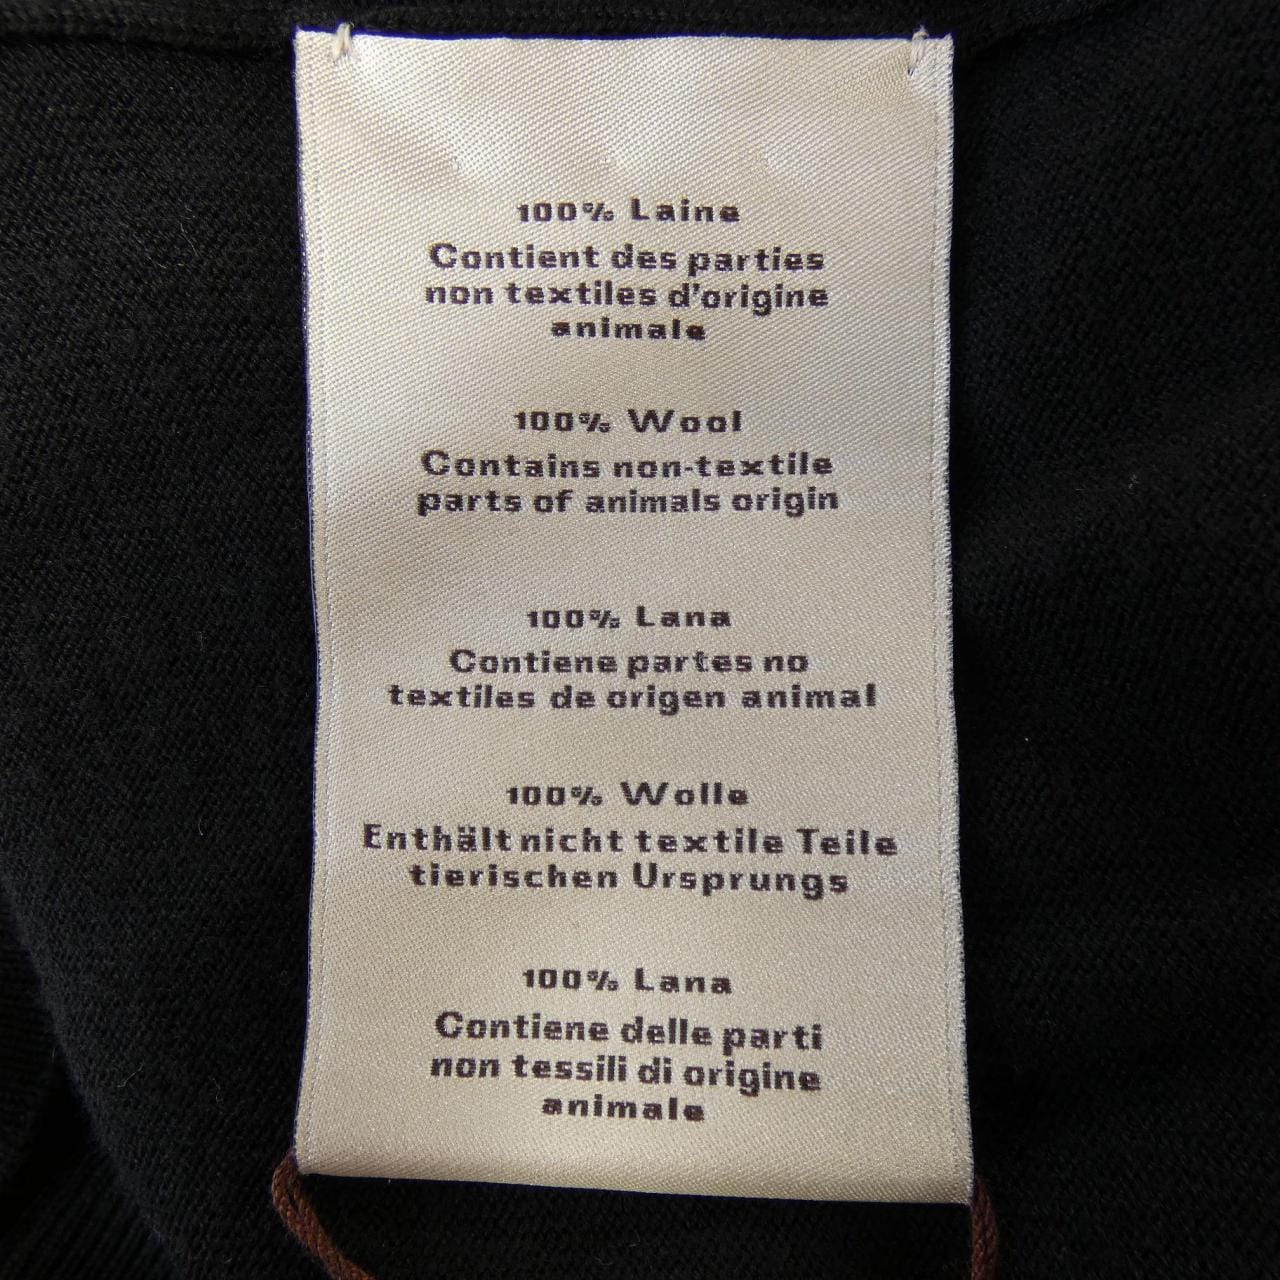 100% Laine
Contient des parties
non textiles d'origine
animale
100% Wool
Contains non-textile
parts of animals origin
100% Lana
Contiene partes no
textiles de origen animal
100% Wolle
Enthält nicht textile Teile
tierischen Ursprungs
100% Lana
Contiene delle parti
non tessili di origine
animale